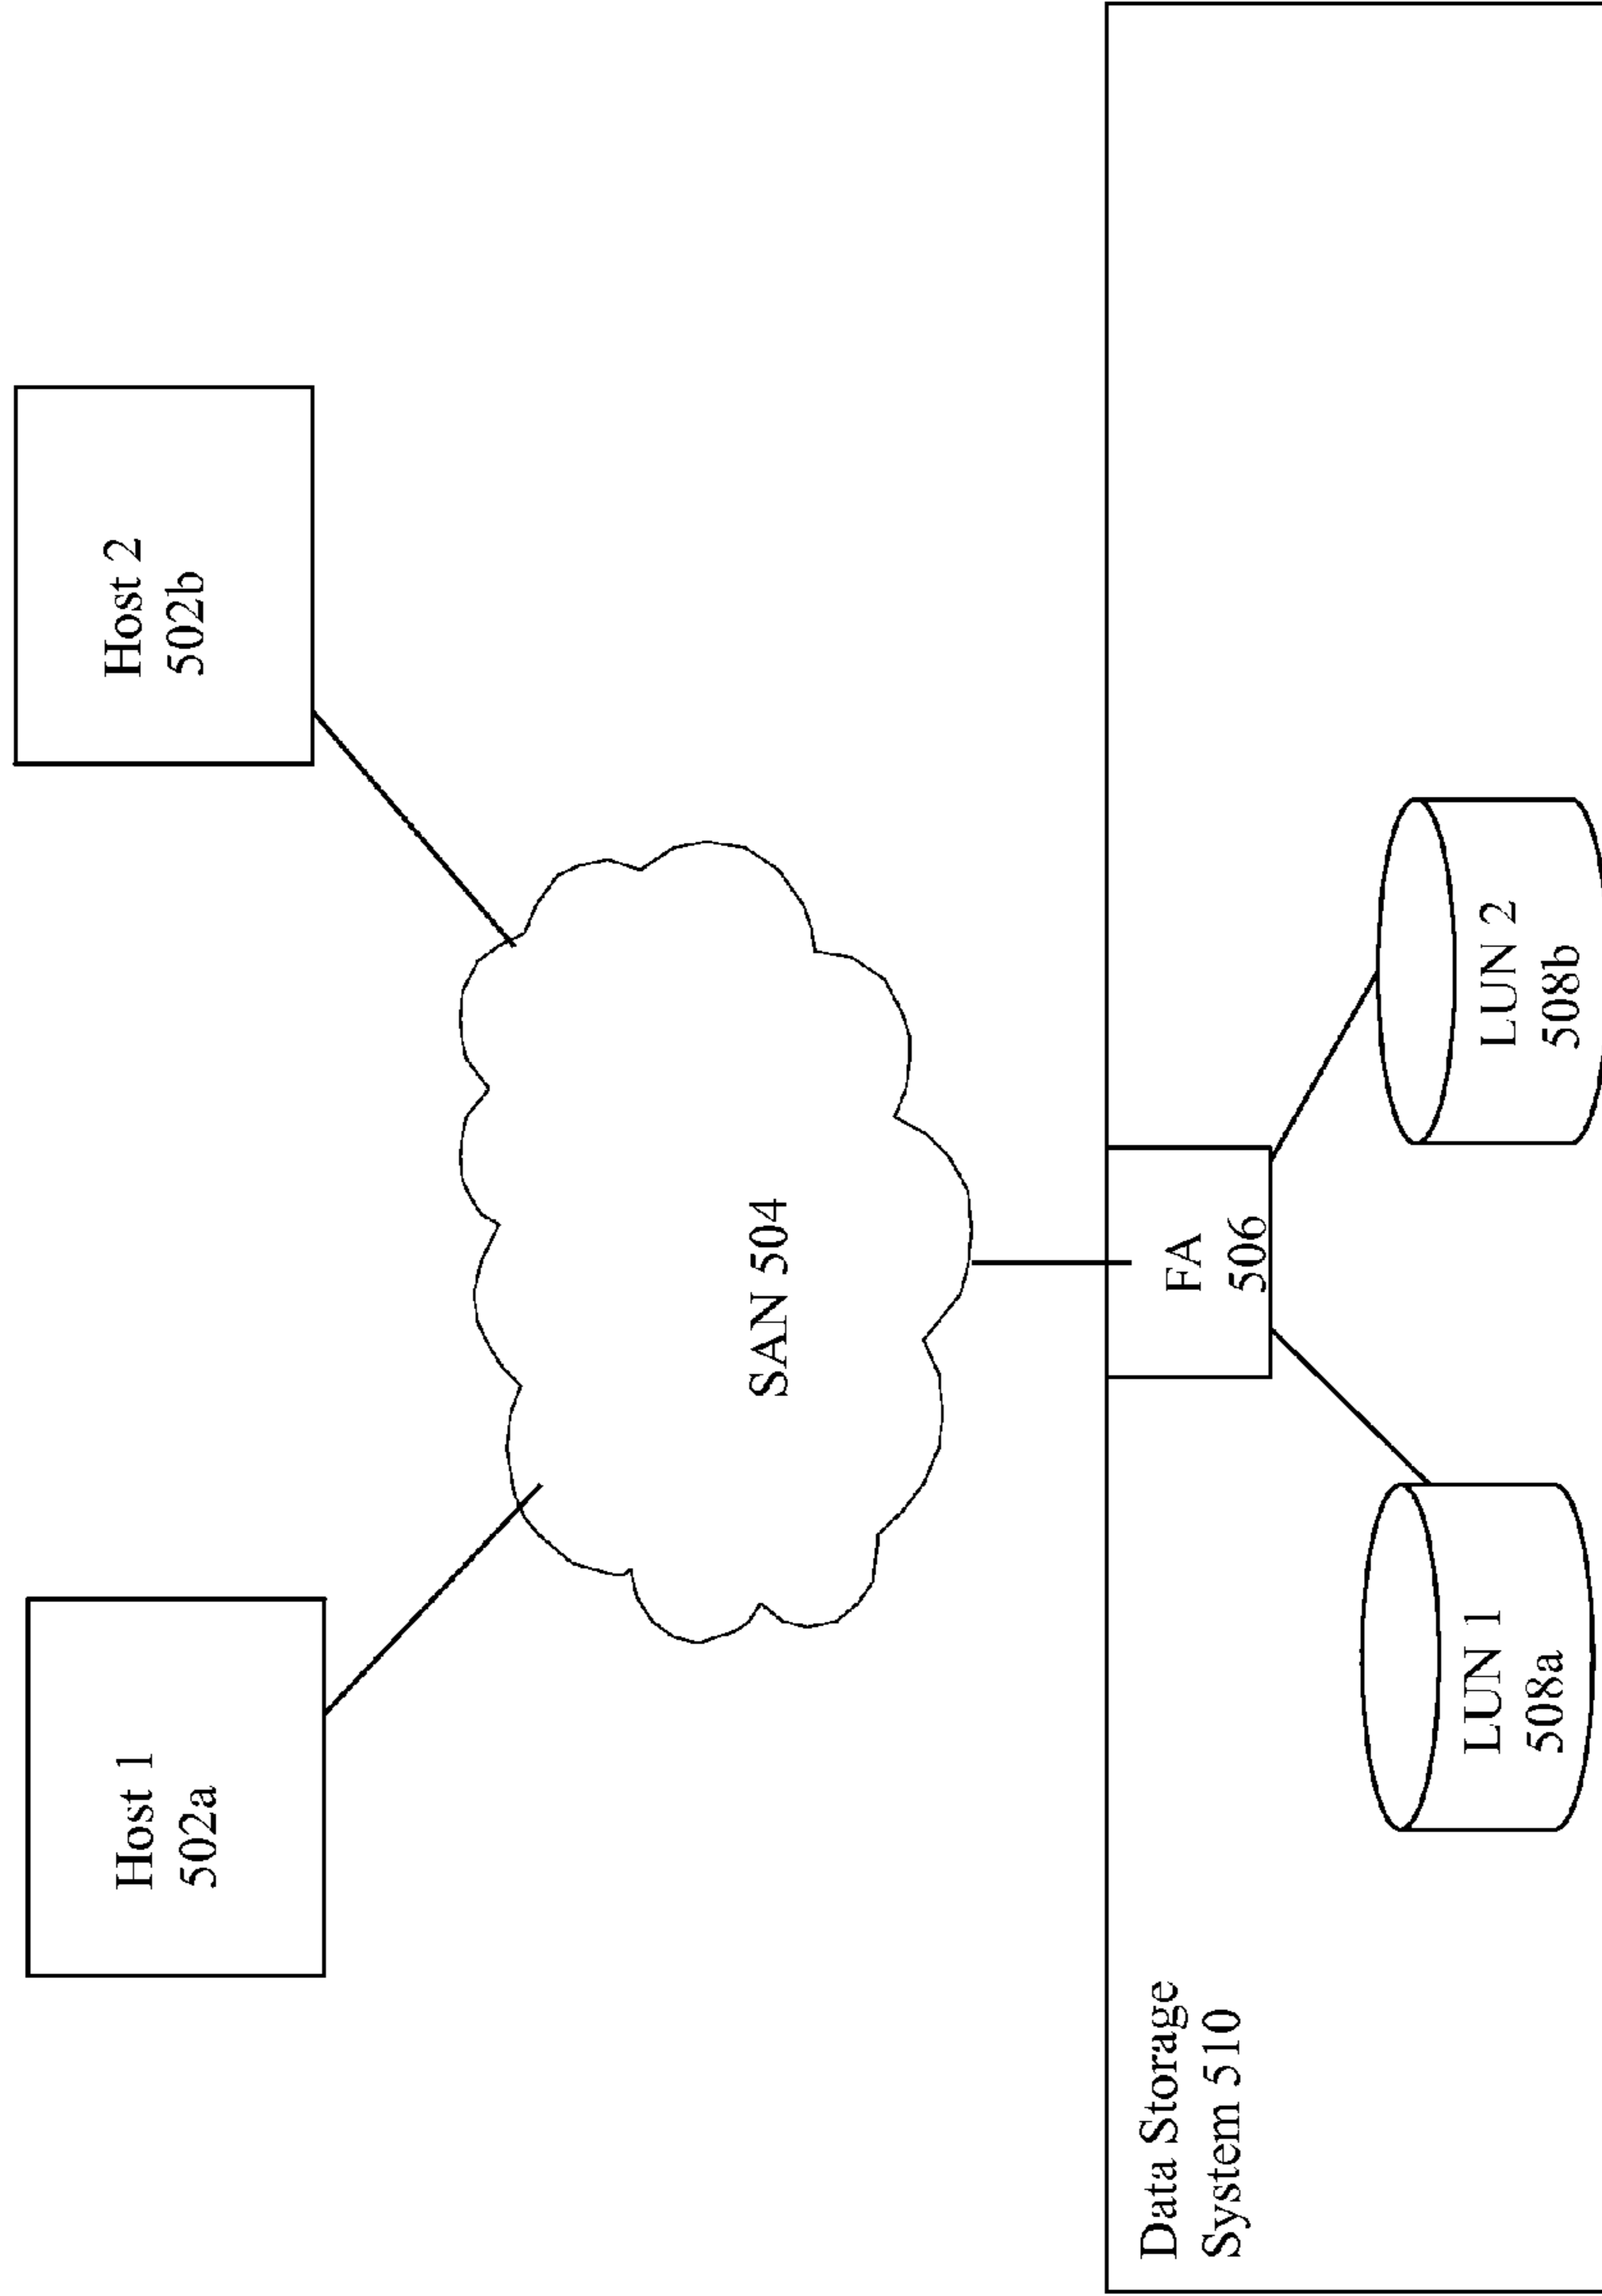 Host 1
502a
Host 2
502b
SAN 504
Data Storage
System 510
FA
506
LUN 1
508a
LUN 2
508b